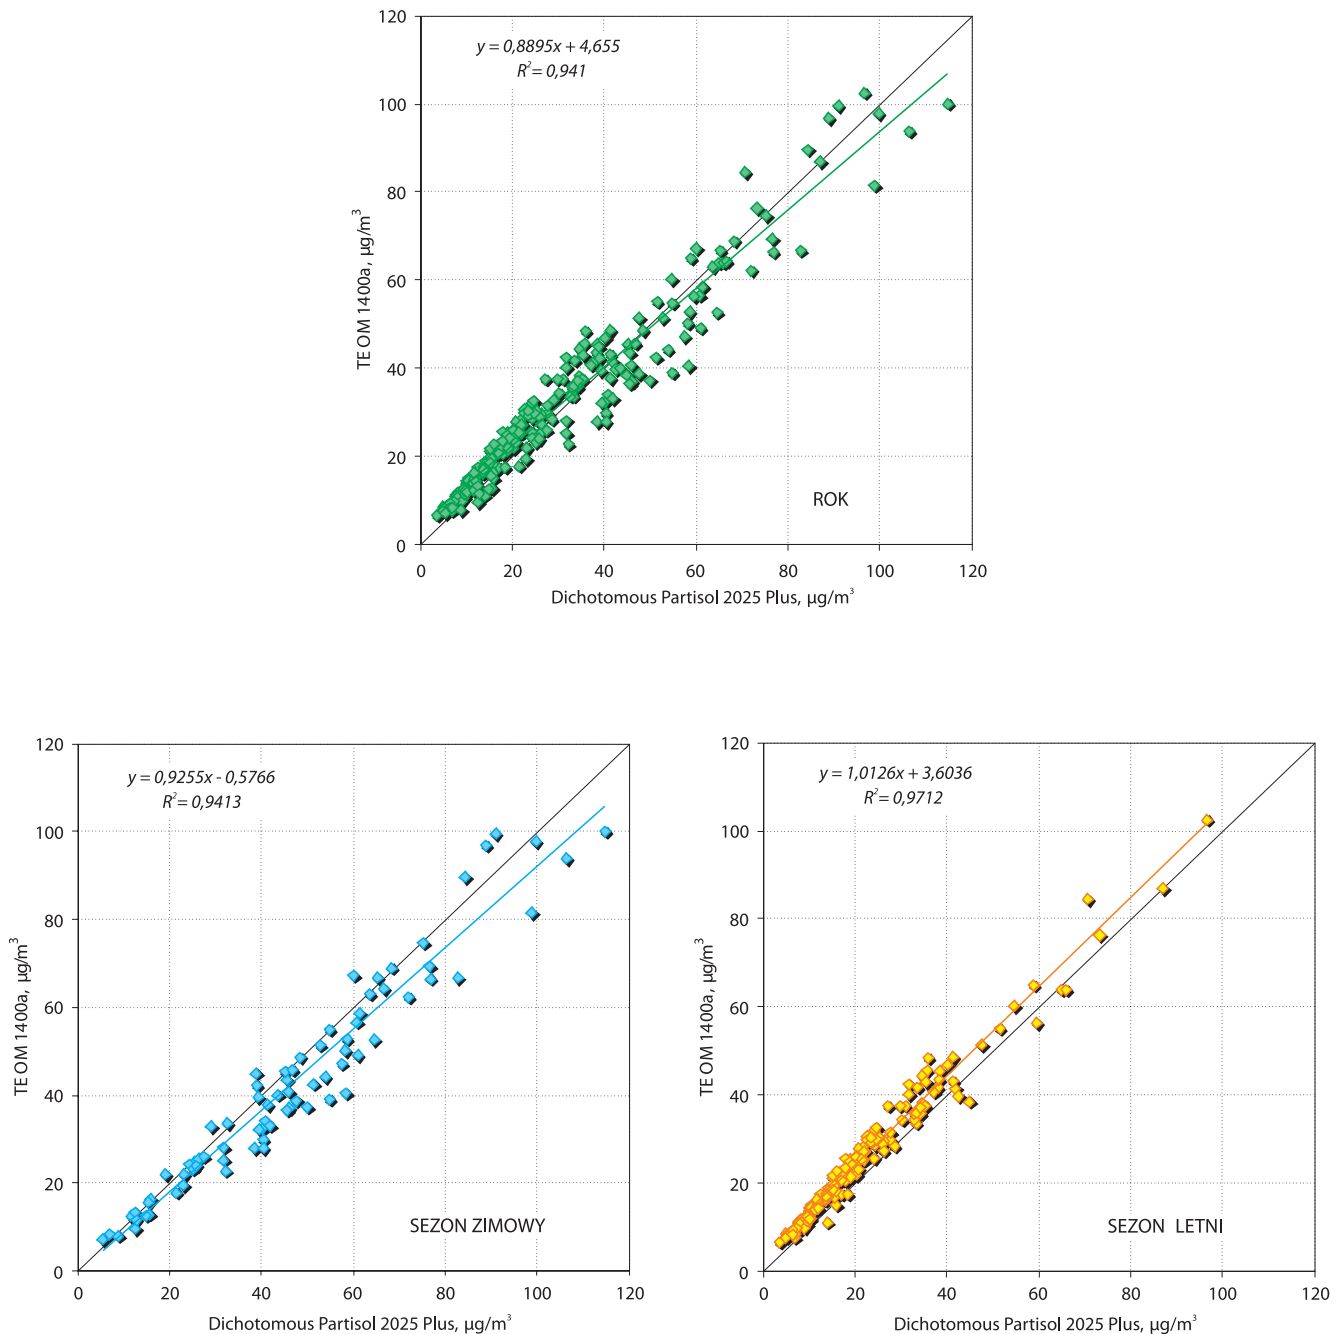 y = 0,8895x + 4,655
R² = 0,941
120
100
80
60
40
20
0
TE OM 1400a, µg/m³
ROK
0 20 40 60 80 100 120
Dichotomous Partisol 2025 Plus, µg/m³
y = 0,9255x - 0,5766
R² = 0,9413
120
100
80
60
40
20
0
TE OM 1400a, µg/m³
SEZON ZIMOWY
0 20 40 60 80 100 120
Dichotomous Partisol 2025 Plus, µg/m³
y = 1,0126x + 3,6036
R² = 0,9712
120
100
80
60
40
20
0
TE OM 1400a, µg/m³
SEZON LETNI
0 20 40 60 80 100 120
Dichotomous Partisol 2025 Plus, µg/m³